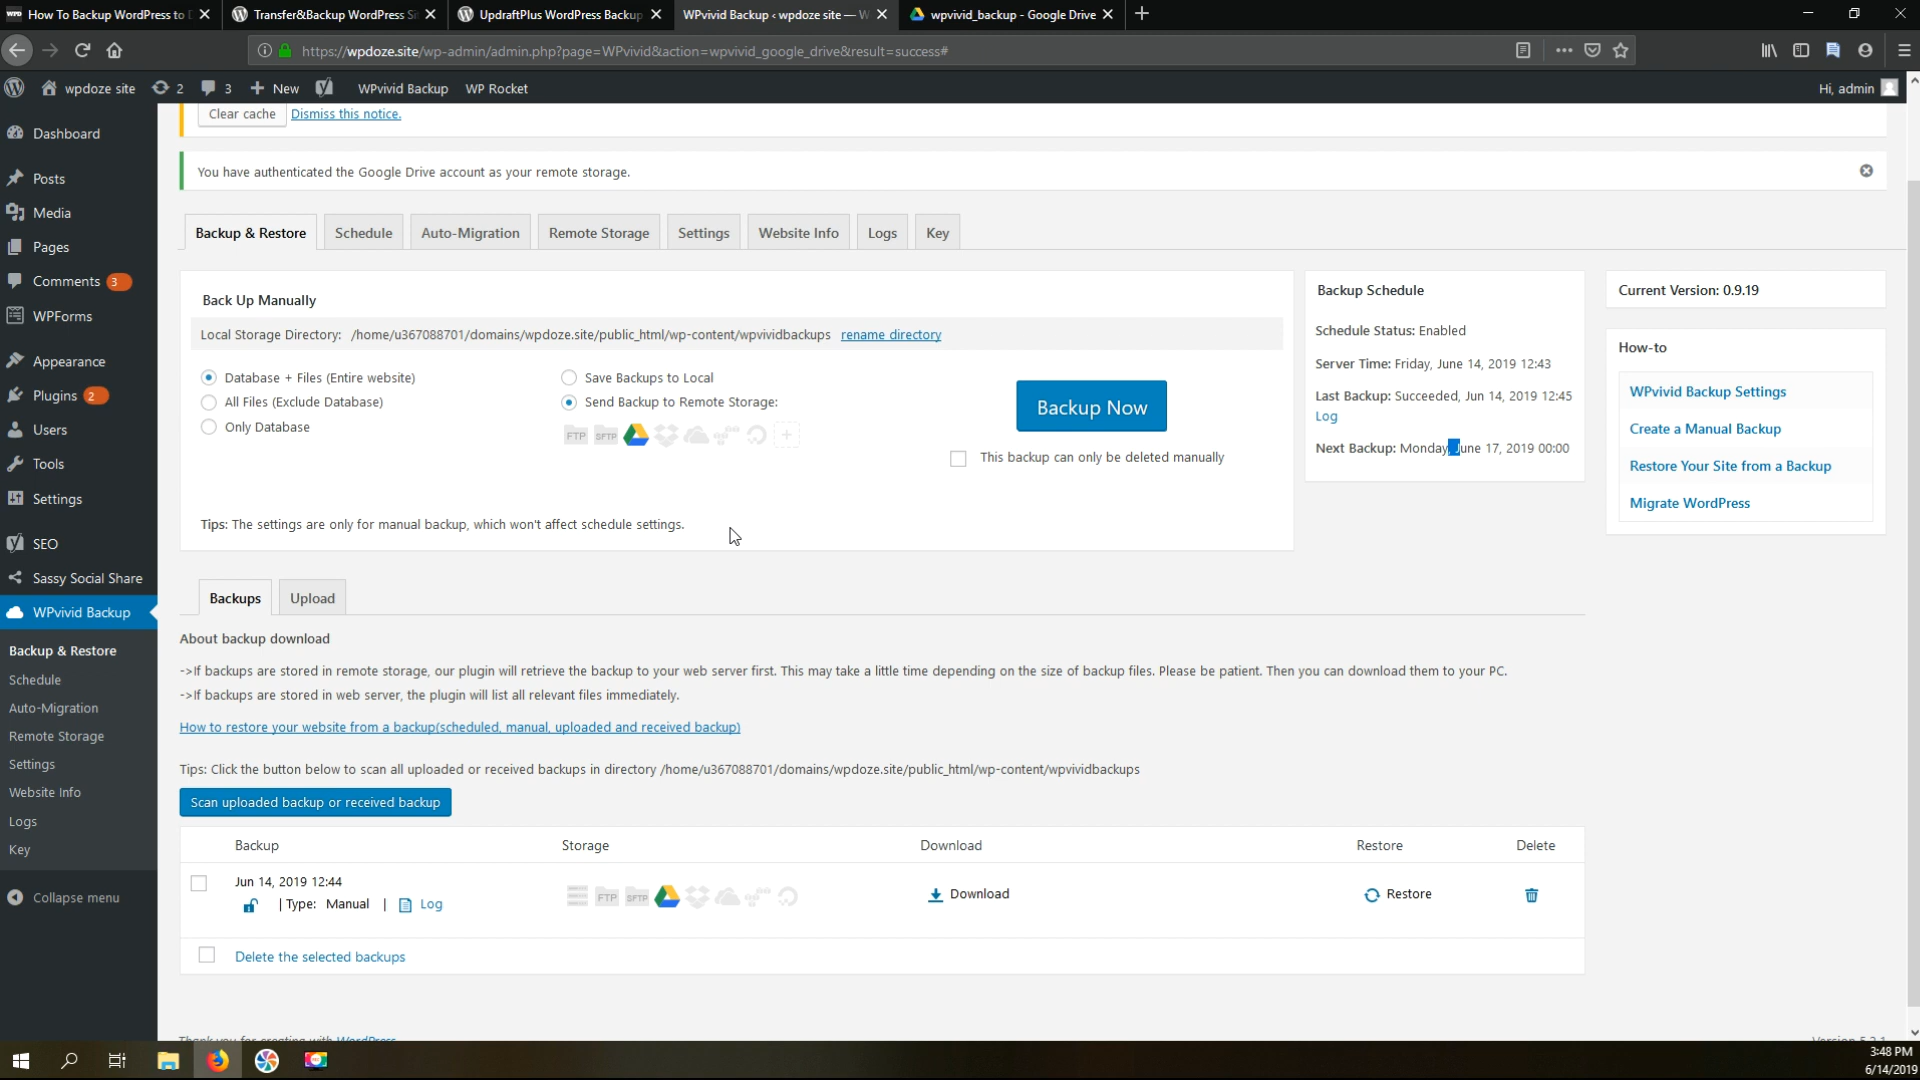 How To Backup WordPress to D
Transfer&Backup WordPress Si
UpdraftPlus WordPress Backup
WPvivid Backup ‹ wpdoze site — W
wpvivid_backup - Google Drive
https://wpdoze.site/wp-admin/admin.php?page=WPvivid&action=wpvivid_google_drive&result=success#
wpdoze site
2
3
New
WPvivid Backup
WP Rocket
Hi, admin
Clear cache
Dismiss this notice.
Dashboard
Posts
Media
Pages
Comments 3
WPForms
Appearance
Plugins 2
Users
Tools
Settings
SEO
Sassy Social Share
WPvivid Backup
Backup & Restore
Schedule
Auto-Migration
Remote Storage
Settings
Website Info
Logs
Key
Collapse menu
You have authenticated the Google Drive account as your remote storage.
Backup & Restore
Schedule
Auto-Migration
Remote Storage
Settings
Website Info
Logs
Key
Back Up Manually
Local Storage Directory: /home/u367088701/domains/wpdoze.site/public_html/wp-content/wpvividbackups rename directory
Database + Files (Entire website)
All Files (Exclude Database)
Only Database
Save Backups to Local
Send Backup to Remote Storage:
FTP SFTP
Backup Now
This backup can only be deleted manually
Tips: The settings are only for manual backup, which won't affect schedule settings.
Backup Schedule
Schedule Status: Enabled
Server Time: Friday, June 14, 2019 12:43
Last Backup: Succeeded, Jun 14, 2019 12:45
Log
Next Backup: Monday, June 17, 2019 00:00
Current Version: 0.9.19
How-to
WPvivid Backup Settings
Create a Manual Backup
Restore Your Site from a Backup
Migrate WordPress
Backups
Upload
About backup download
->If backups are stored in remote storage, our plugin will retrieve the backup to your web server first. This may take a little time depending on the size of backup files. Please be patient. Then you can download them to your PC.
->If backups are stored in web server, the plugin will list all relevant files immediately.
How to restore your website from a backup(scheduled, manual, uploaded and received backup)
Tips: Click the button below to scan all uploaded or received backups in directory /home/u367088701/domains/wpdoze.site/public_html/wp-content/wpvividbackups
Scan uploaded backup or received backup
Backup
Storage
Download
Restore
Delete
Jun 14, 2019 12:44
| Type: Manual | Log
FTP SFTP
Download
Restore
Delete the selected backups
Thank you for creating with WordPress.
Version 5.2.1
3:48 PM
6/14/2019